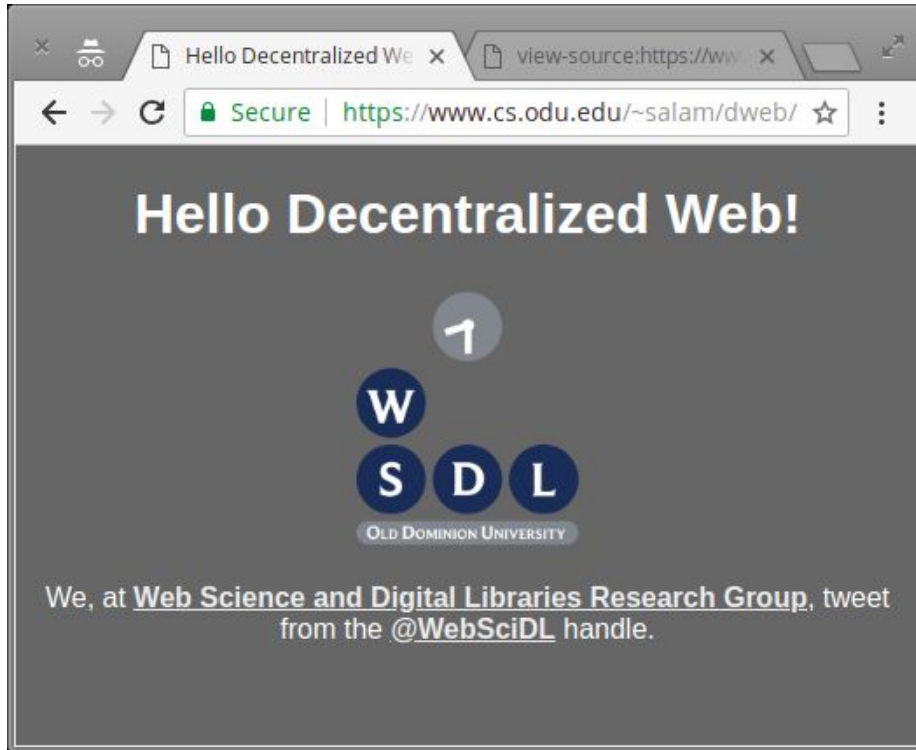 Hello Decentralized We
view-source:https://www
Secure | https://www.cs.odu.edu/~salam/dweb/
Hello Decentralized Web!
W
S D L
OLD DOMINION UNIVERSITY
We, at Web Science and Digital Libraries Research Group, tweet
from the @WebSciDL handle.